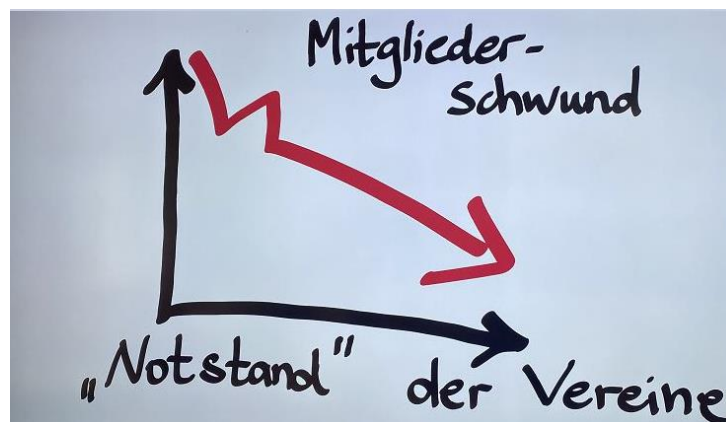 Mitglieder-
Schwund
„Notstand" der Vereine